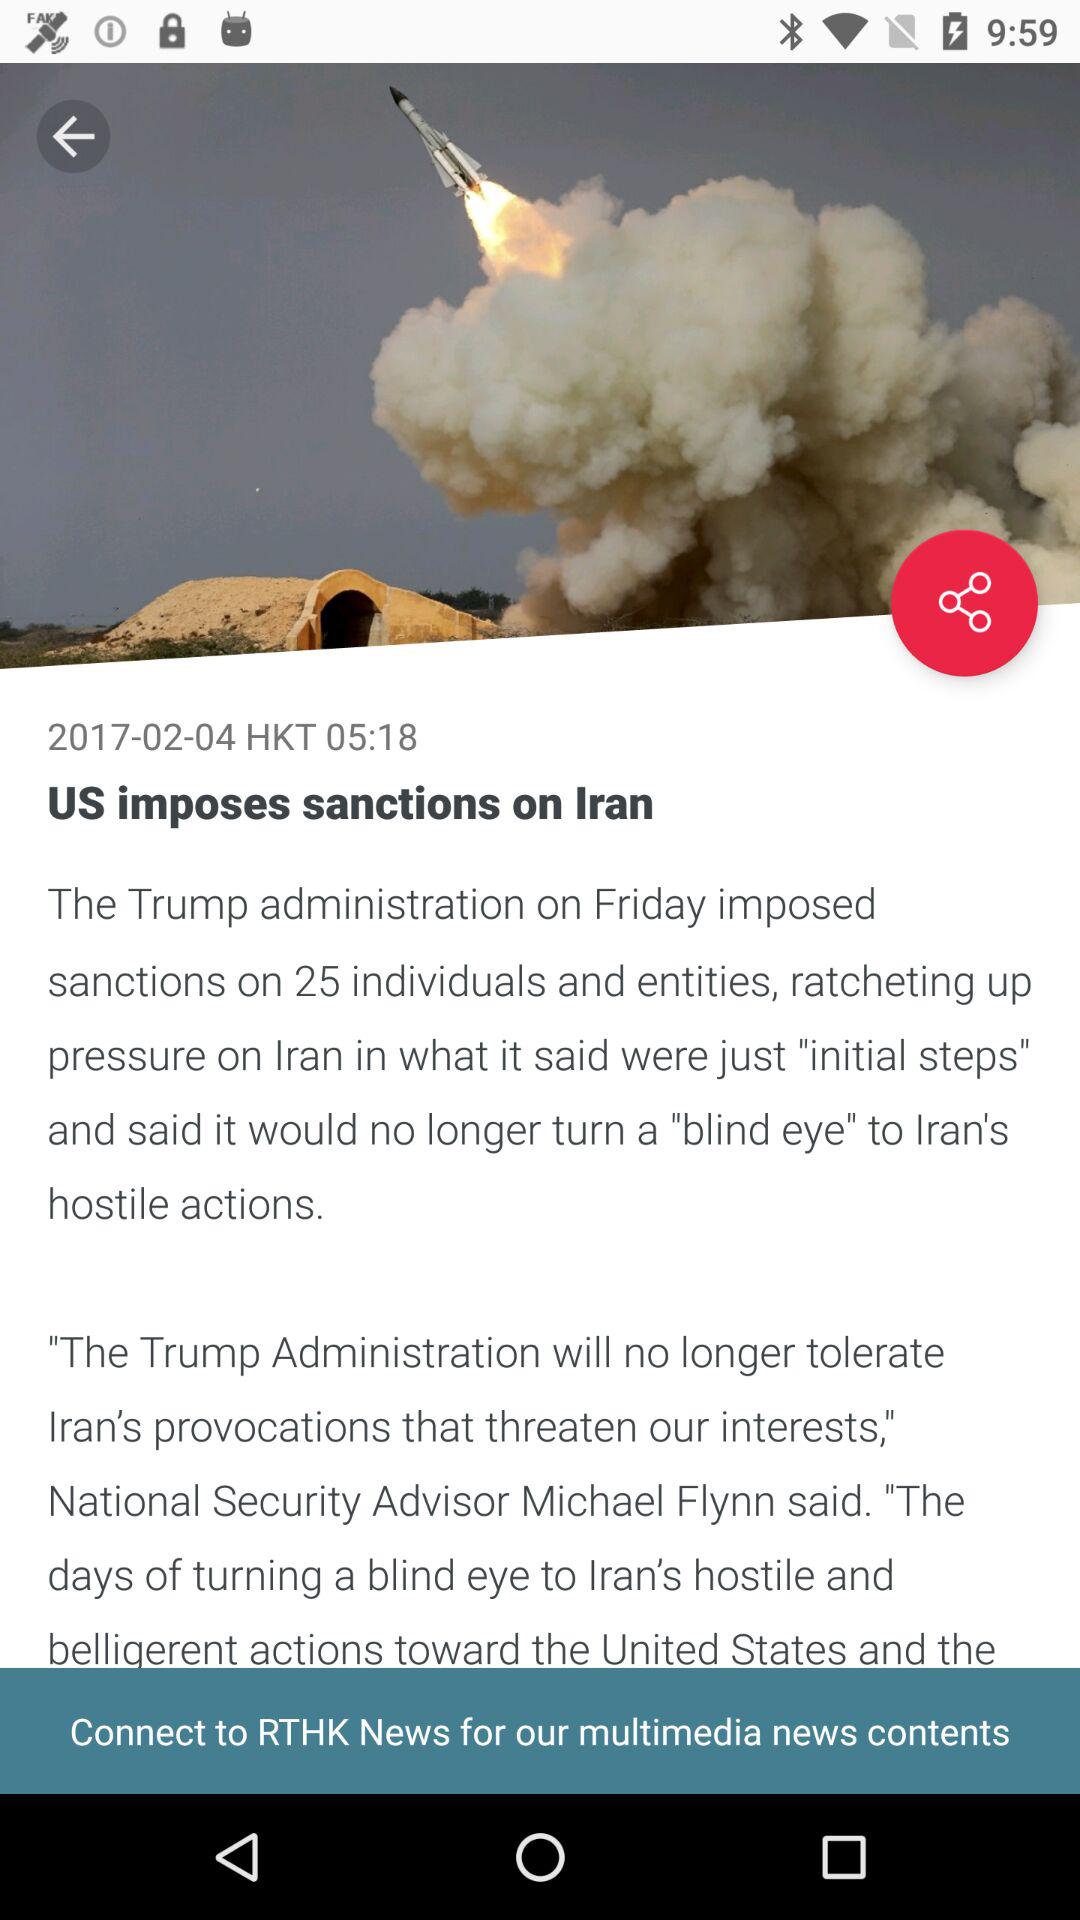 FAKE
9:59
2017-02-04 HKT 05:18
US imposes sanctions on Iran
The Trump administration on Friday imposed
sanctions on 25 individuals and entities, ratcheting up
pressure on Iran in what it said were just "initial steps"
and said it would no longer turn a "blind eye" to Iran's
hostile actions.
"The Trump Administration will no longer tolerate
Iran’s provocations that threaten our interests,"
National Security Advisor Michael Flynn said. "The
days of turning a blind eye to Iran’s hostile and
belligerent actions toward the United States and the
Connect to RTHK News for our multimedia news contents